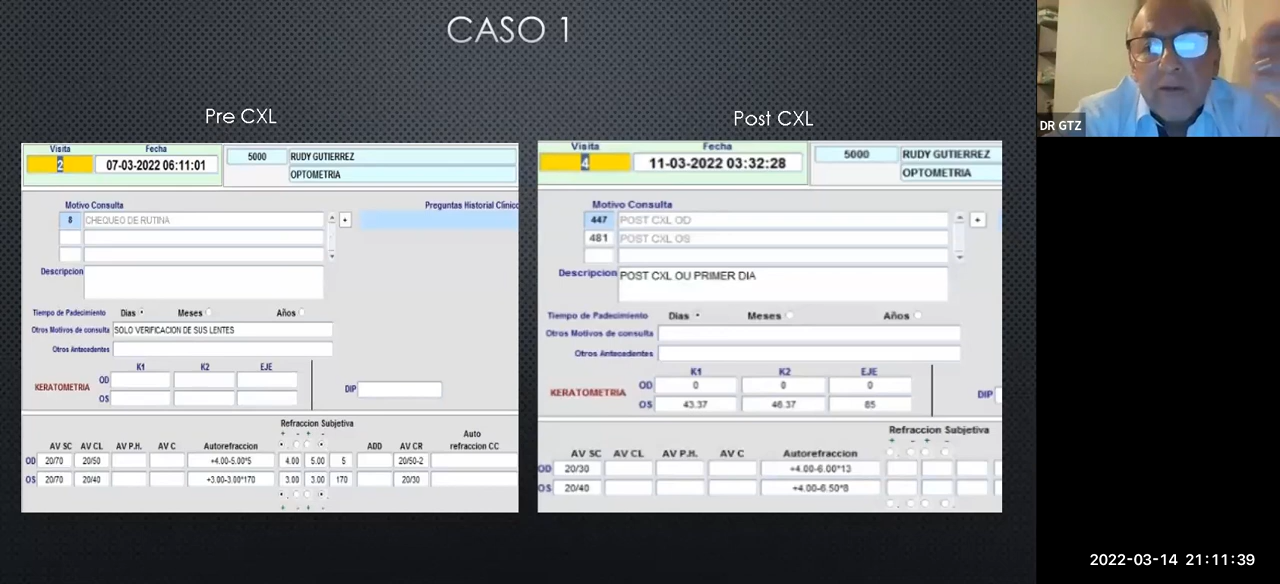 CASO 1
Pre CXL
Visita Fecha
2 07-03-2022 06:11:01 5000 RUDY GUTIERREZ
OPTOMETRIA
Motivo Consulta Preguntas Historial Clínico
8 CHEQUEO DE RUTINA +
Descripcion
Tiempo de Padecimiento Dias Meses Años
Otros Motivos de consulta SOLO VERIFICACION DE SUS LENTES
Otros Antecedentes
K1 K2 EJE
KERATOMETRIA OD OS DIP
Refraccion Subjetiva
+ - + -
AV SC AV CL AV P.H. AV C Autorefraccion ADD AV CR Auto refraccion CC
OD 20/70 20/50 +4.00-5.00*5 4.00 5.00 5 20/50-2
OS 20/70 20/40 +3.00-3.00*170 3.00 3.00 170 20/30
+ - + -
Post CXL
Visita Fecha
4 11-03-2022 03:32:28 5000 RUDY GUTIERREZ
OPTOMETRIA
Motivo Consulta
447 POST CXL OD +
481 POST CXL OS
Descripcion POST CXL OU PRIMER DIA
Tiempo de Padecimiento Dias Meses Años
Otros Motivos de consulta
Otros Antecedentes
K1 K2 EJE
KERATOMETRIA OD 0 0 0 DIP
OS 43.37 46.37 85
Refraccion Subjetiva
+ - + -
AV SC AV CL AV P.H. AV C Autorefraccion
OD 20/30 +4.00-6.00*13
OS 20/40 +4.00-6.50*8
DR GTZ
2022-03-14 21:11:39